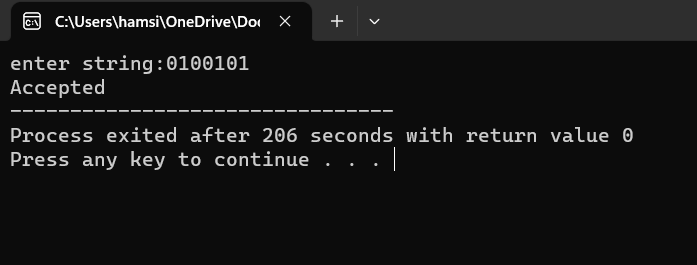 C:\Users\hamsi\OneDrive\Doc
enter string:0100101
Accepted
--------------------------------
Process exited after 206 seconds with return value 0
Press any key to continue . . .